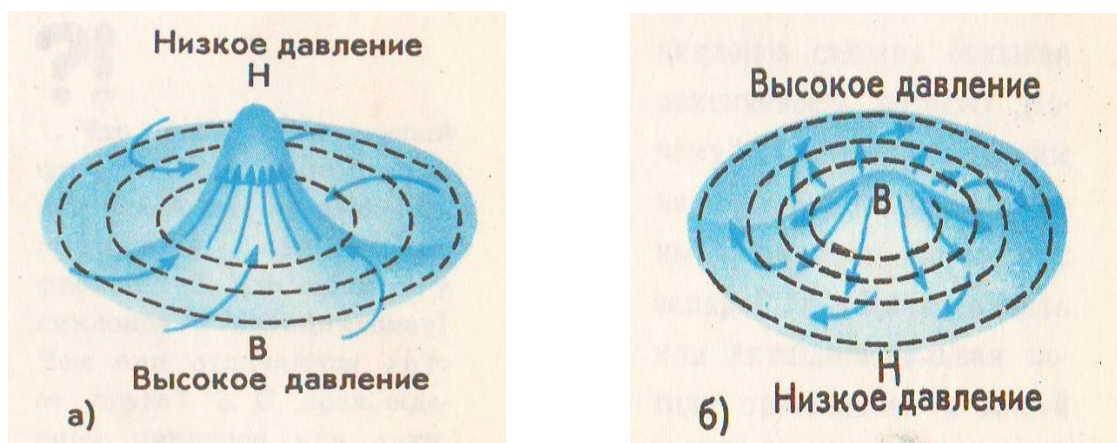 Низкое давление
Н
В
Высокое давление
а)
Высокое давление
В
Н
Низкое давление
б)